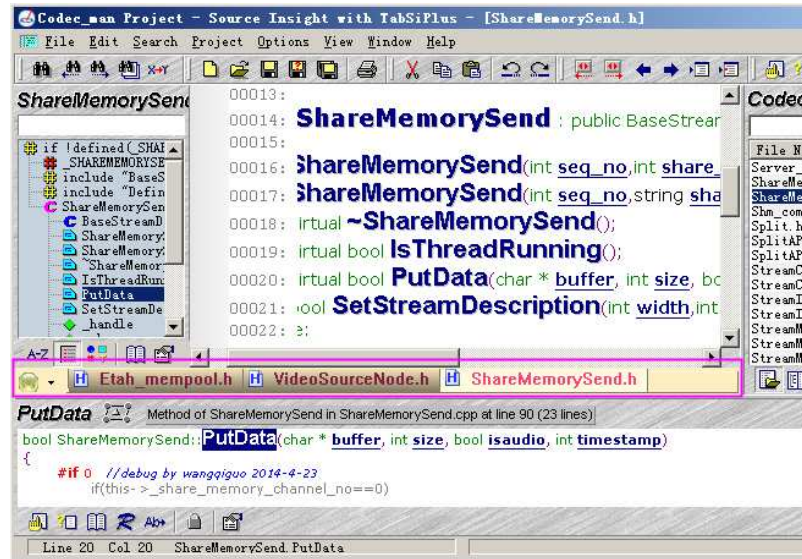 Codec_man Project - Source Insight with TabSiPlus - [ShareMemorySend.h]
File Edit Search Project Options View Window Help
ShareMemorySen
if !defined(_SHAR
_SHAREMEMORYSE
include "BaseS
include "Defin
ShareMemorySen
BaseStreamD
ShareMemory
ShareMemory
~ShareMemor
IsThreadRun
PutData
SetStreamDe
_handle
A-Z
00013:
00014: ShareMemorySend : public BaseStrear
00015:
00016: ShareMemorySend(int seq_no,int share_
00017: ShareMemorySend(int seq_no,string sha
00018: irtual ~ShareMemorySend();
00019: irtual bool IsThreadRunning();
00020: irtual bool PutData(char * buffer, int size, bc
00021: ool SetStreamDescription(int width,int
00022: e:
Codec
File N
Server_
ShareMe
ShareMe
Shm_com
Split.h
SplitAP
SplitAP
StreamC
StreamC
StreamI
StreamI
StreamM
StreamM
StreamM
Etah_mempool.h VideoSourceNode.h ShareMemorySend.h
PutData Method of ShareMemorySend in ShareMemorySend.cpp at line 90 (23 lines)
bool ShareMemorySend::PutData(char * buffer, int size, bool isaudio, int timestamp)
{
#if 0 //debug by wangqiguo 2014-4-23
if(this->_share_memory_channel_no==0)
Line 20 Col 20 ShareMemorySend.PutData